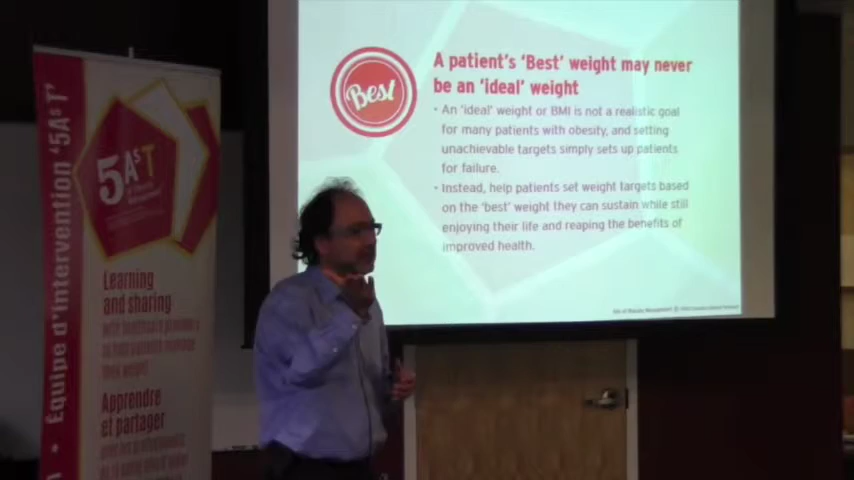 Équipe d'intervention '5AsT'
5AsT
Learning
and sharing
Apprendre
et partager
Best
A patient's 'Best' weight may never
be an 'ideal' weight
• An 'ideal' weight or BMI is not a realistic goal
for many patients with obesity, and setting
unachievable targets simply sets up patients
for failure.
• Instead, help patients set weight targets based
on the 'best' weight they can sustain while still
enjoying their life and reaping the benefits of
improved health.